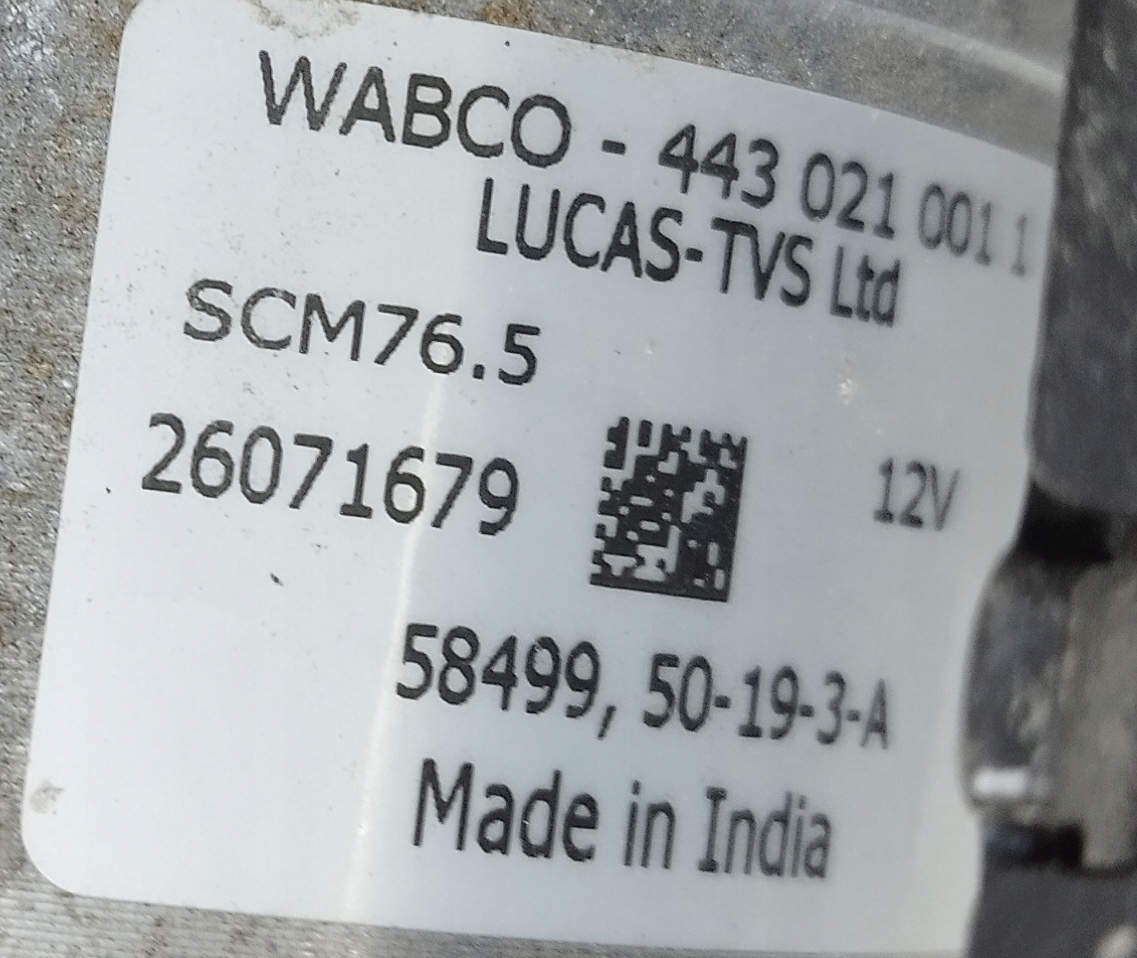 WABCO - 443 021 001 1
LUCAS-TVS Ltd
SCM76.5
26071679
12V
58499, 50-19-3-A
Made in India